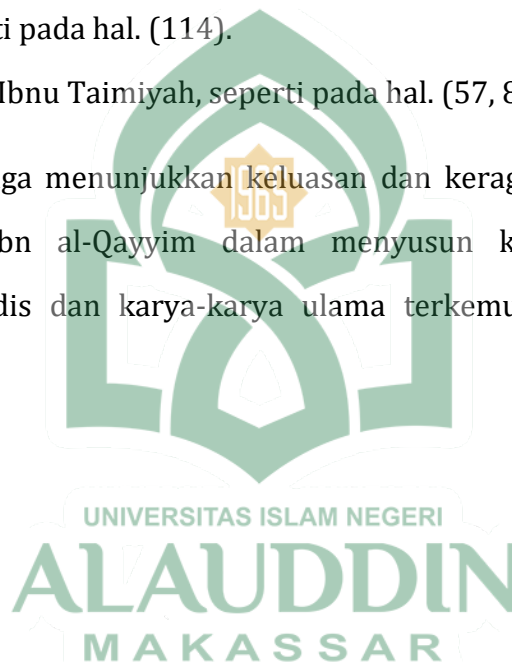 ti pada hal. (114).
Ibnu Taimiyah, seperti pada hal. (57, 8
ga menunjukkan keluasan dan kerag
1965
bn al-Qayyim dalam menyusun k
dis dan karya-karya ulama terkemu
UNIVERSITAS ISLAM NEGERI
ALAUDDIN
MAKASSAR